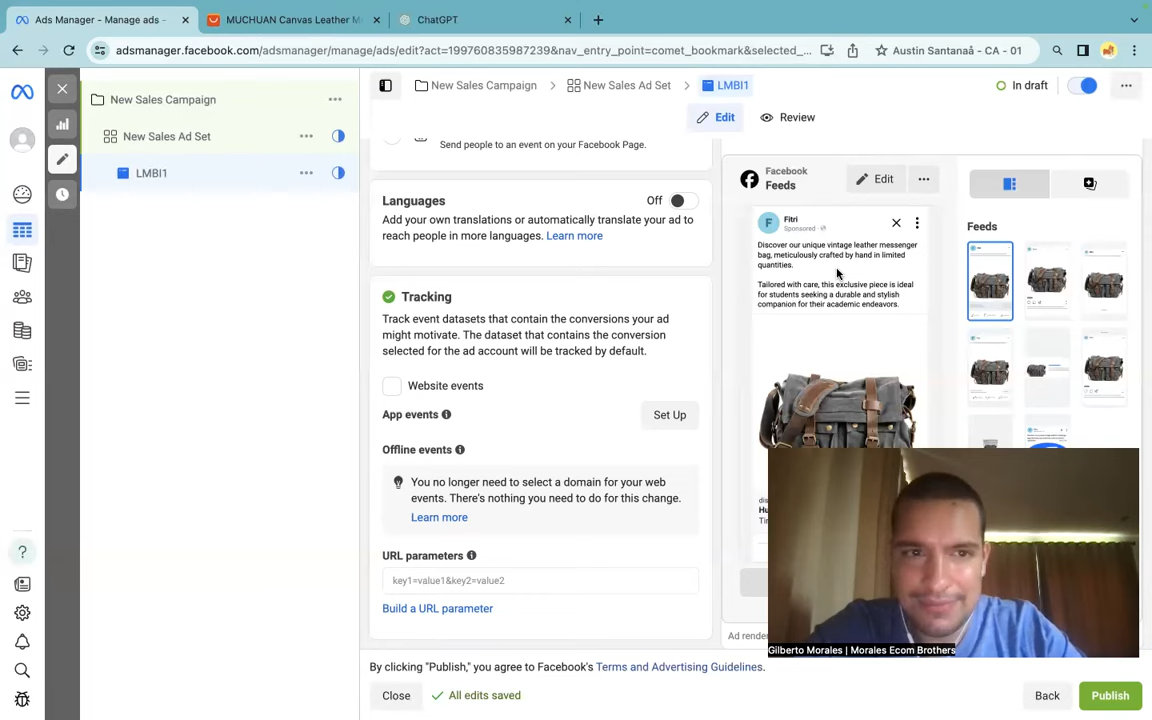 Ads Manager - Manage ads -
MUCHUAN Canvas Leather M
ChatGPT
adsmanager.facebook.com/adsmanager/manage/ads/edit?act=199760835987239&nav_entry_point=comet_bookmark&selected_...
Austin Santanaå - CA - 01
New Sales Campaign
New Sales Ad Set
LMBI1
New Sales Campaign
New Sales Ad Set
LMBI1
In draft
Edit
Review
Send people to an event on your Facebook Page.
Languages
Off
Add your own translations or automatically translate your ad to
reach people in more languages. Learn more
Tracking
Track event datasets that contain the conversions your ad
might motivate. The dataset that contains the conversion
selected for the ad account will be tracked by default.
Website events
App events
Set Up
Offline events
You no longer need to select a domain for your web
events. There's nothing you need to do for this change.
Learn more
URL parameters
key1=value1&key2=value2
Build a URL parameter
Facebook
Feeds
Edit
F
Fitri
Sponsored
Discover our unique vintage leather messenger
bag, meticulously crafted by hand in limited
quantities.
Tailored with care, this exclusive piece is ideal
for students seeking a durable and stylish
companion for their academic endeavors.
Feeds
Ad render
Gilberto Morales | Morales Ecom Brothers
By clicking "Publish," you agree to Facebook's Terms and Advertising Guidelines.
Close
All edits saved
Back
Publish